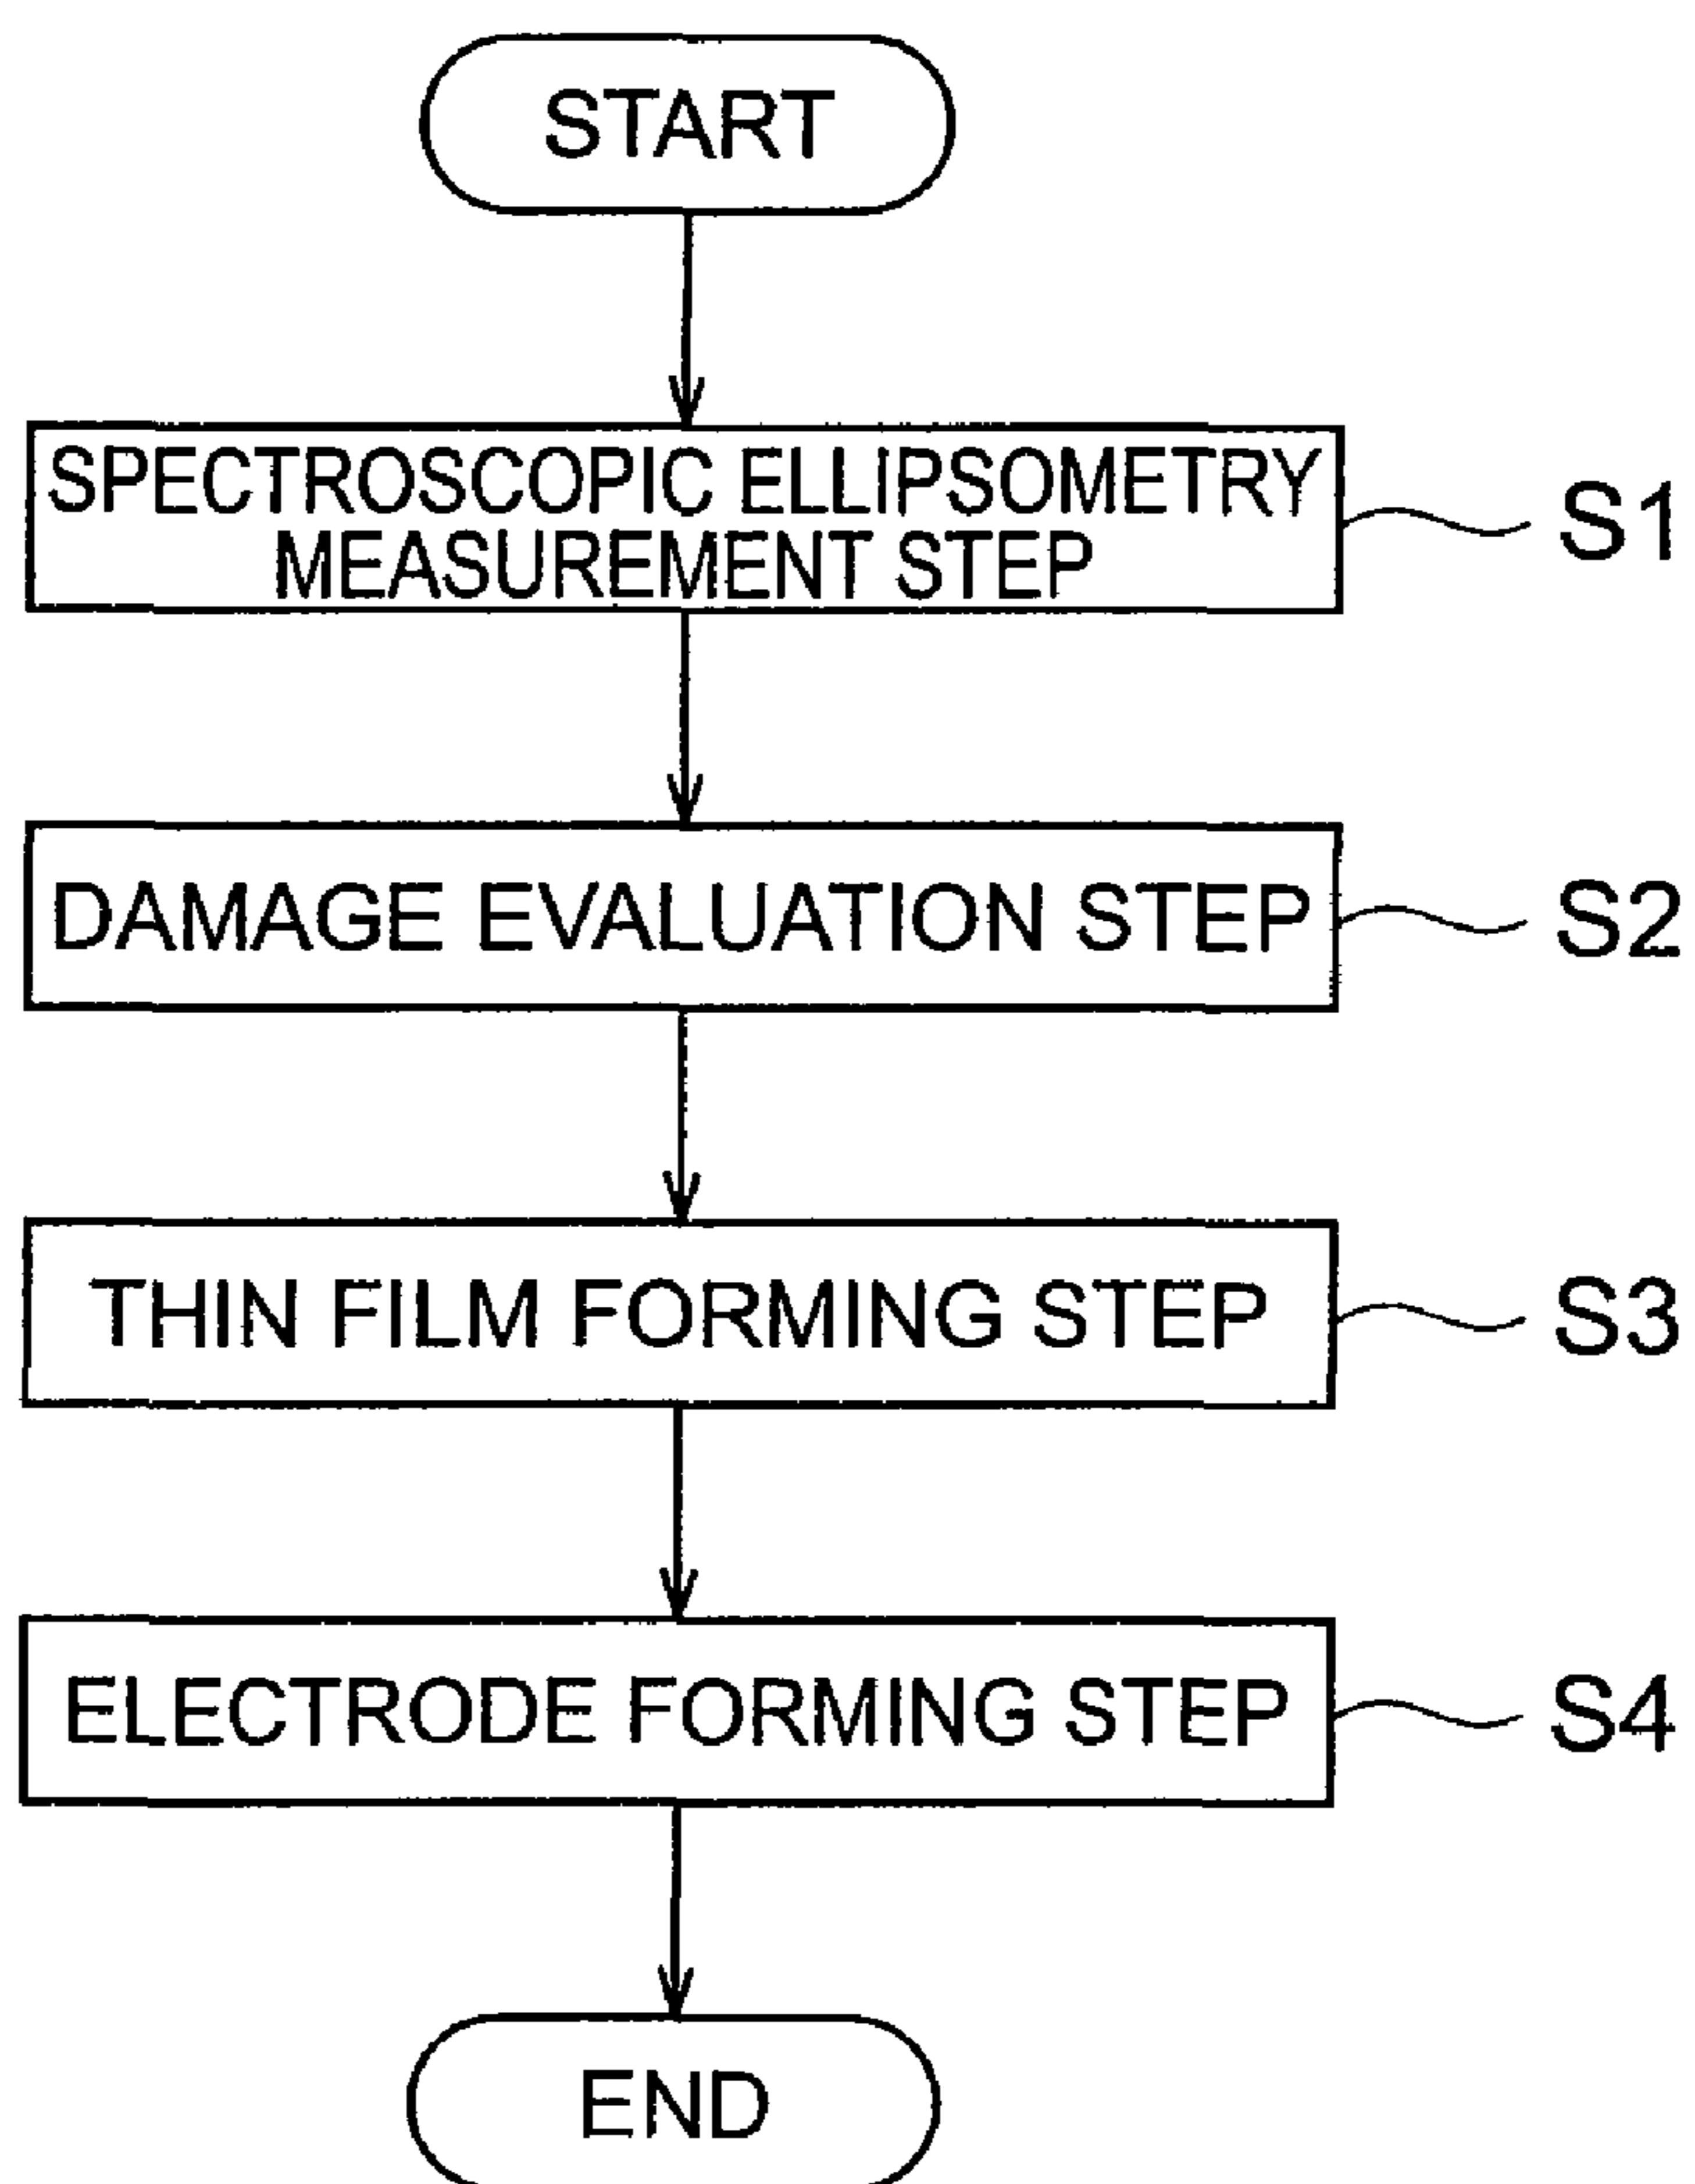 START
SPECTROSCOPIC ELLIPSOMETRY
MEASUREMENT STEP
S1
DAMAGE EVALUATION STEP
S2
THIN FILM FORMING STEP
S3
ELECTRODE FORMING STEP
S4
END